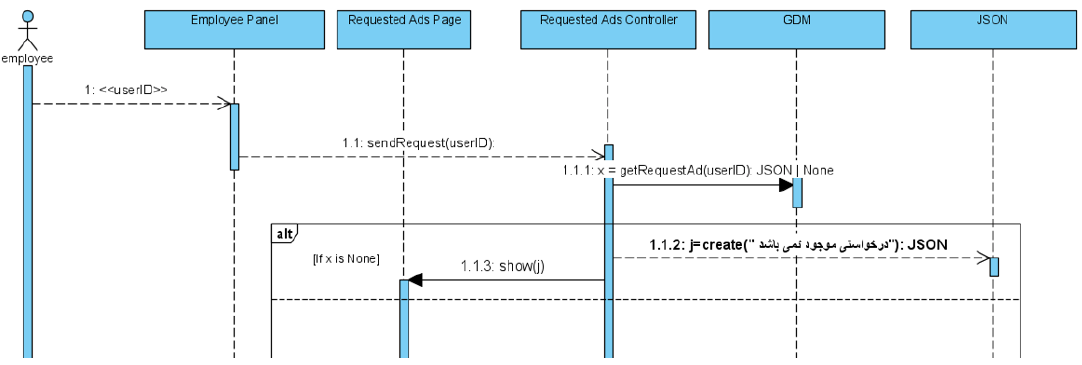 Employee Panel
Requested Ads Page
Requested Ads Controller
GDM
JSON
employee
1: <<userID>>
1.1: sendRequest(userID):
1.1.1: x = getRequestAd(userID): JSON | None
alt
1.1.2: j=create("درخواستی موجود نمی باشد"): JSON
[If x is None]
1.1.3: show(j)